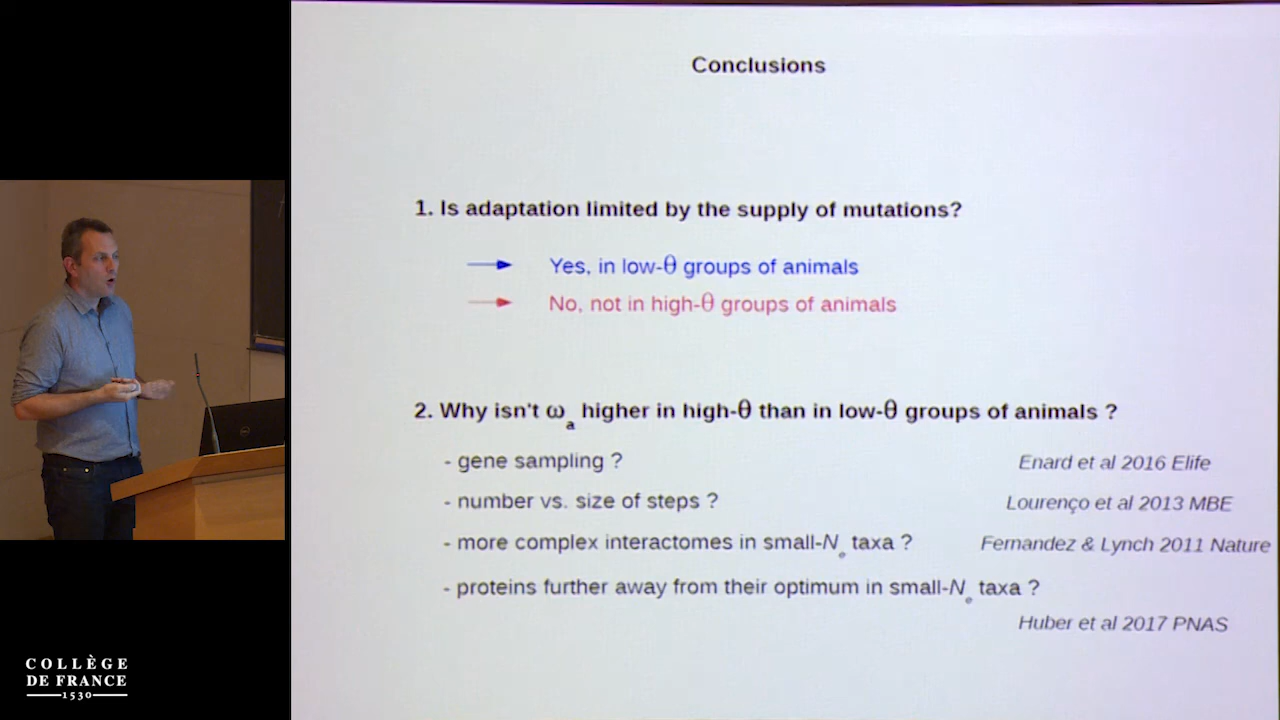 Conclusions
1. Is adaptation limited by the supply of mutations?
Yes, in low-θ groups of animals
No, not in high-θ groups of animals
2. Why isn't ωa higher in high-θ than in low-θ groups of animals ?
- gene sampling ? Enard et al 2016 Elife
- number vs. size of steps ? Lourenço et al 2013 MBE
- more complex interactomes in small-Ne taxa ? Fernandez & Lynch 2011 Nature
- proteins further away from their optimum in small-Ne taxa ?
Huber et al 2017 PNAS
COLLÈGE
DE FRANCE
1530